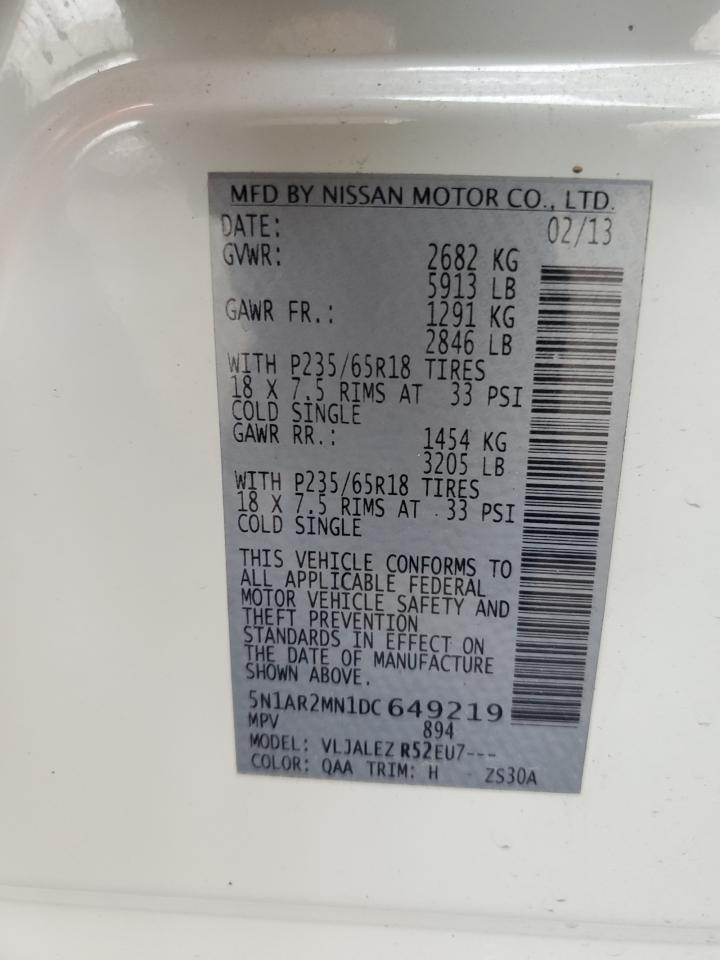 MFD BY NISSAN MOTOR CO., LTD.
DATE: 02/13
GVWR: 2682 KG
5913 LB
GAWR FR.: 1291 KG
2846 LB
WITH P235/65R18 TIRES
18 X 7.5 RIMS AT 33 PSI
COLD SINGLE
GAWR RR.: 1454 KG
3205 LB
WITH P235/65R18 TIRES
18 X 7.5 RIMS AT 33 PSI
COLD SINGLE
THIS VEHICLE CONFORMS TO
ALL APPLICABLE FEDERAL
MOTOR VEHICLE SAFETY AND
THEFT PREVENTION
STANDARDS IN EFFECT ON
THE DATE OF MANUFACTURE
SHOWN ABOVE.
5N1AR2MN1DC649219
MPV 894
MODEL: VLJALEZ R52EU7---
COLOR: QAA TRIM: H ZS30A